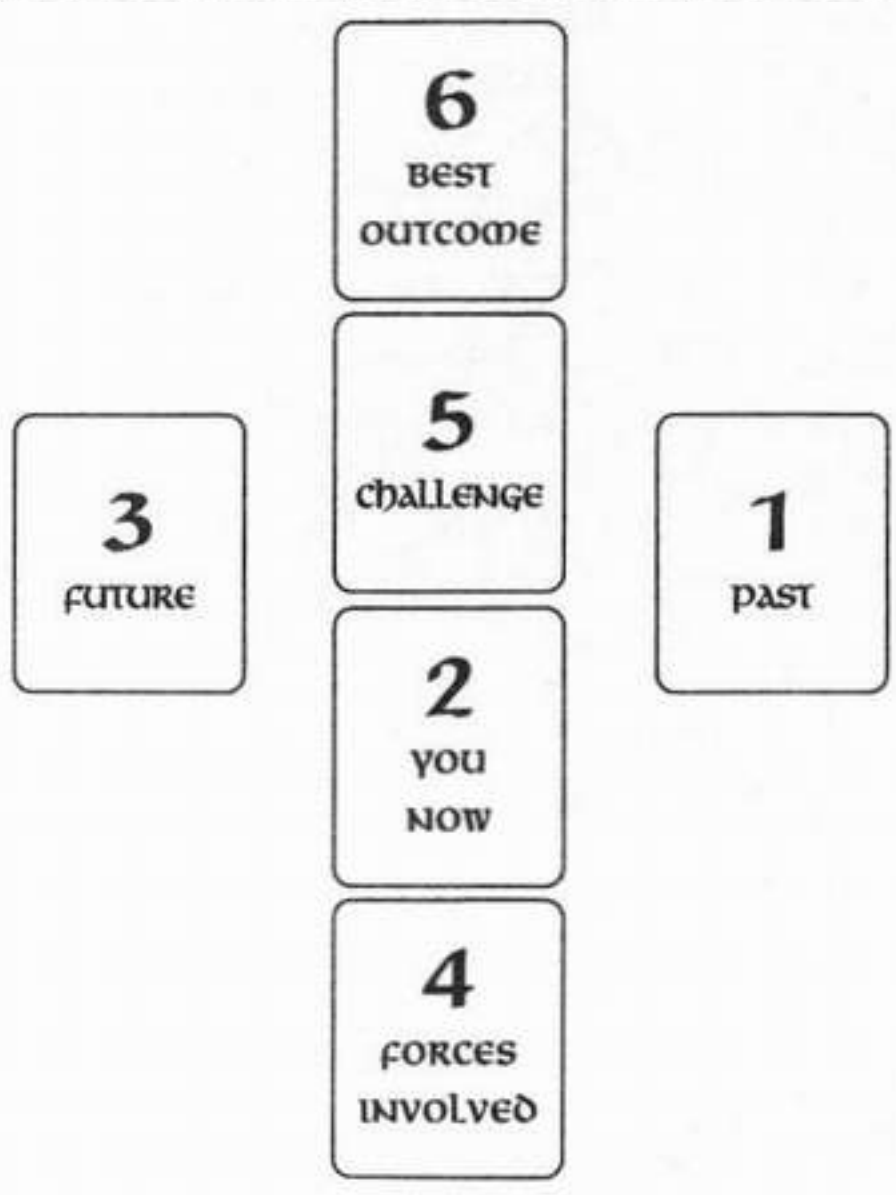 6
BEST
OUTCOME
5
CHALLENGE
3
FUTURE
1
PAST
2
YOU
NOW
4
FORCES
INVOLVED